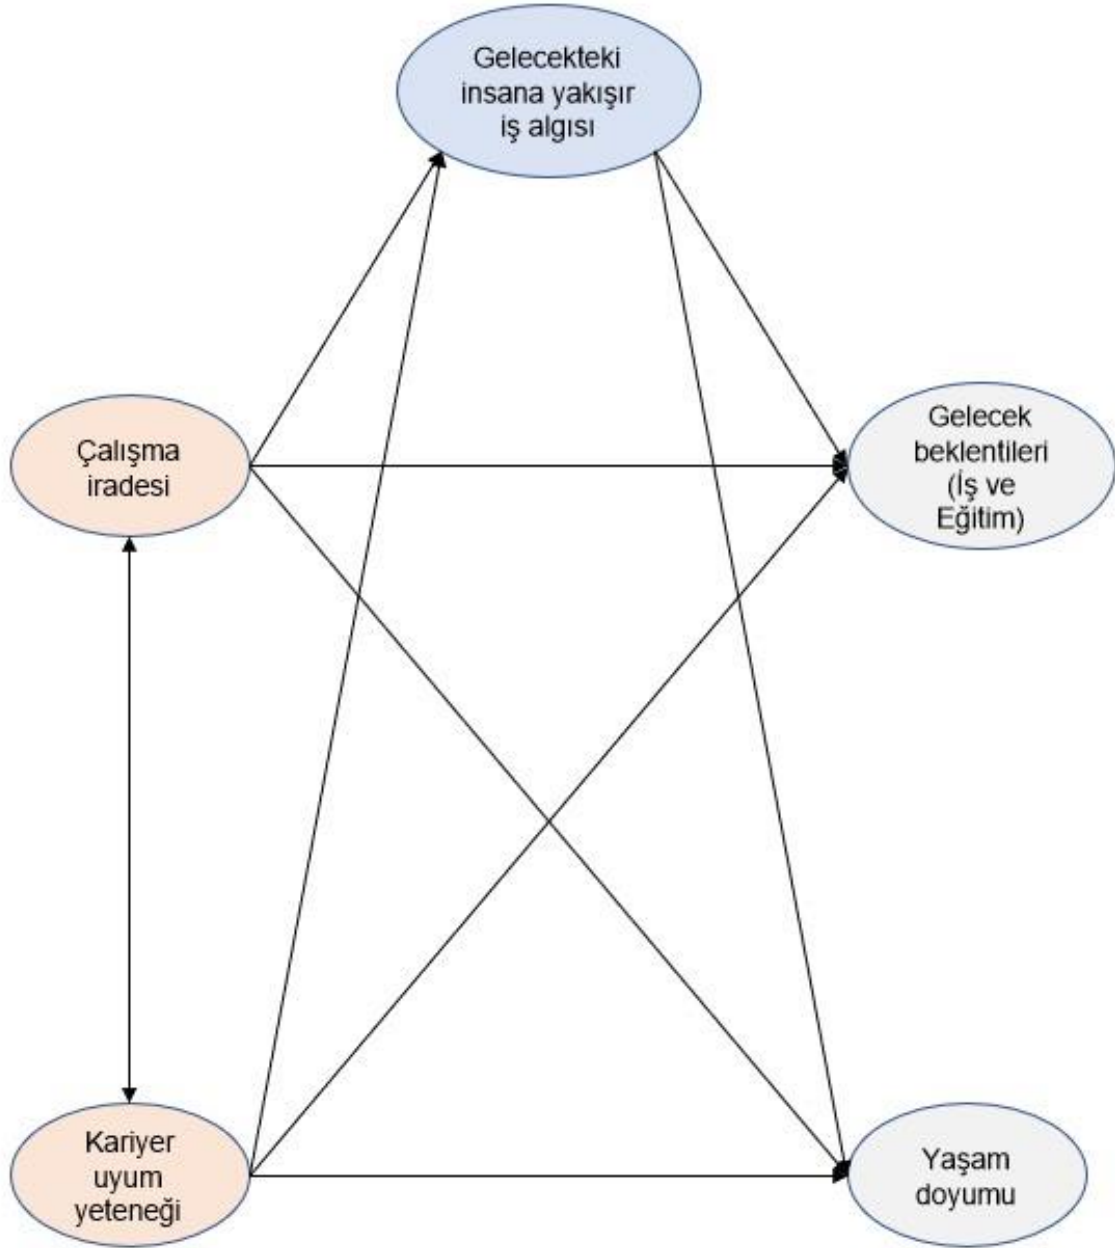 Gelecekteki
insana yakışır
iş algısı
Çalışma
iradesi
Gelecek
beklentileri
(İş ve
Eğitim)
Kariyer
uyum
yeteneği
Yaşam
doyumu